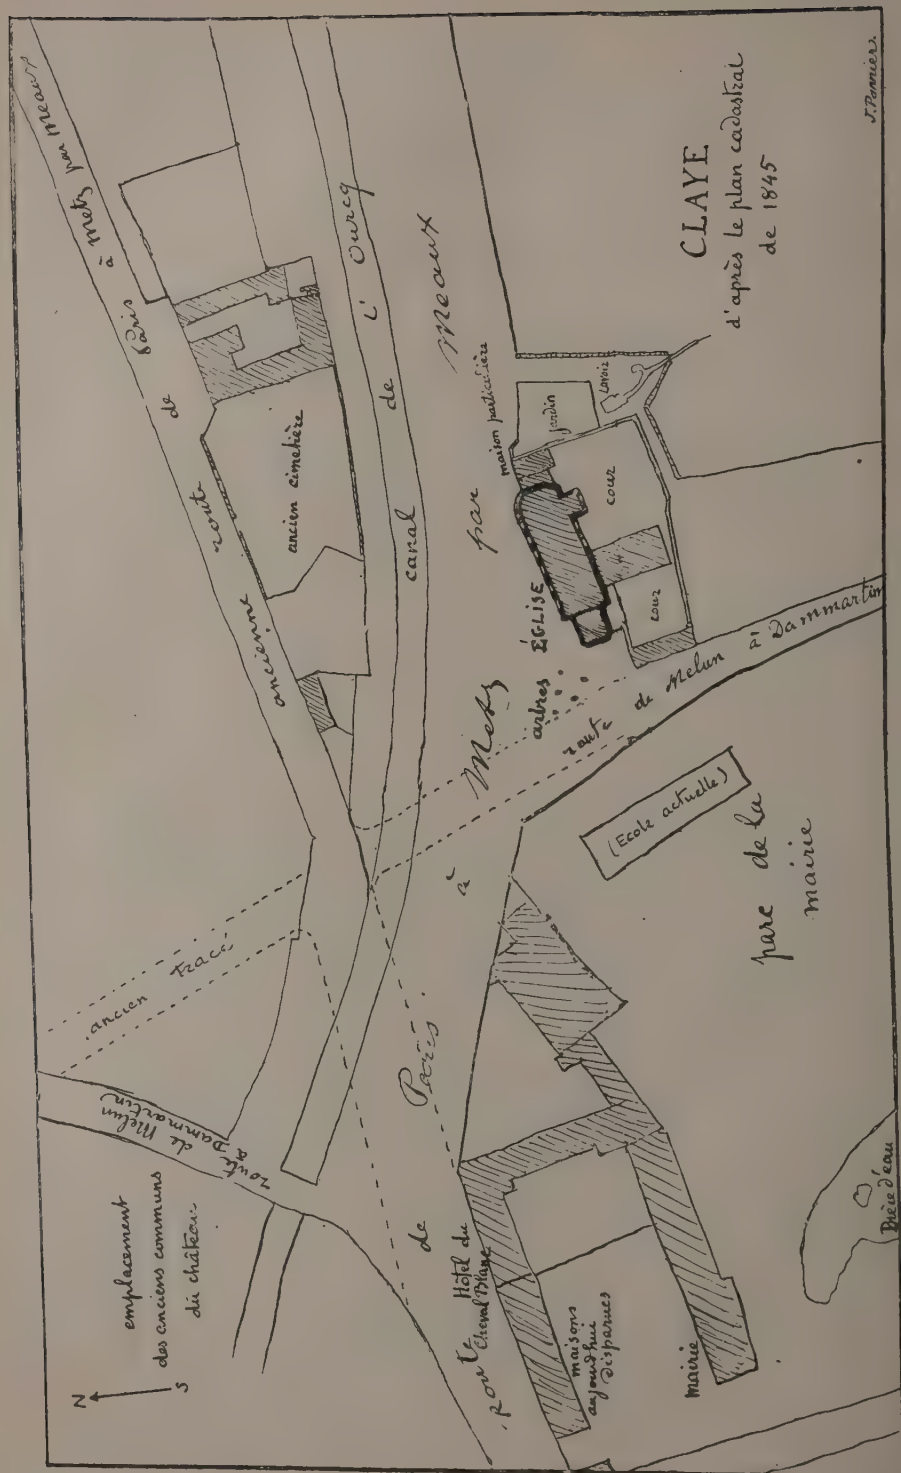 CLAYE
d'après le plan cadastral
de 1845
ancienne route de Paris à Metz par Meaux
canal de l'Ourcq
Route de Paris à Metz par Meaux
ancien cimetière
maison particulière
jardin
Lavoir
cour
cour
ÉGLISE
arbres
route de Melun à Dammartin
(Ecole actuelle)
parc de la
mairie
ancien tracé
route de Melun
à Dammartin
emplacement
des anciens communs
du château
N
S
Hôtel du
Cheval Blanc
maisons
aujourd'hui
disparues
mairie
Pièce d'eau